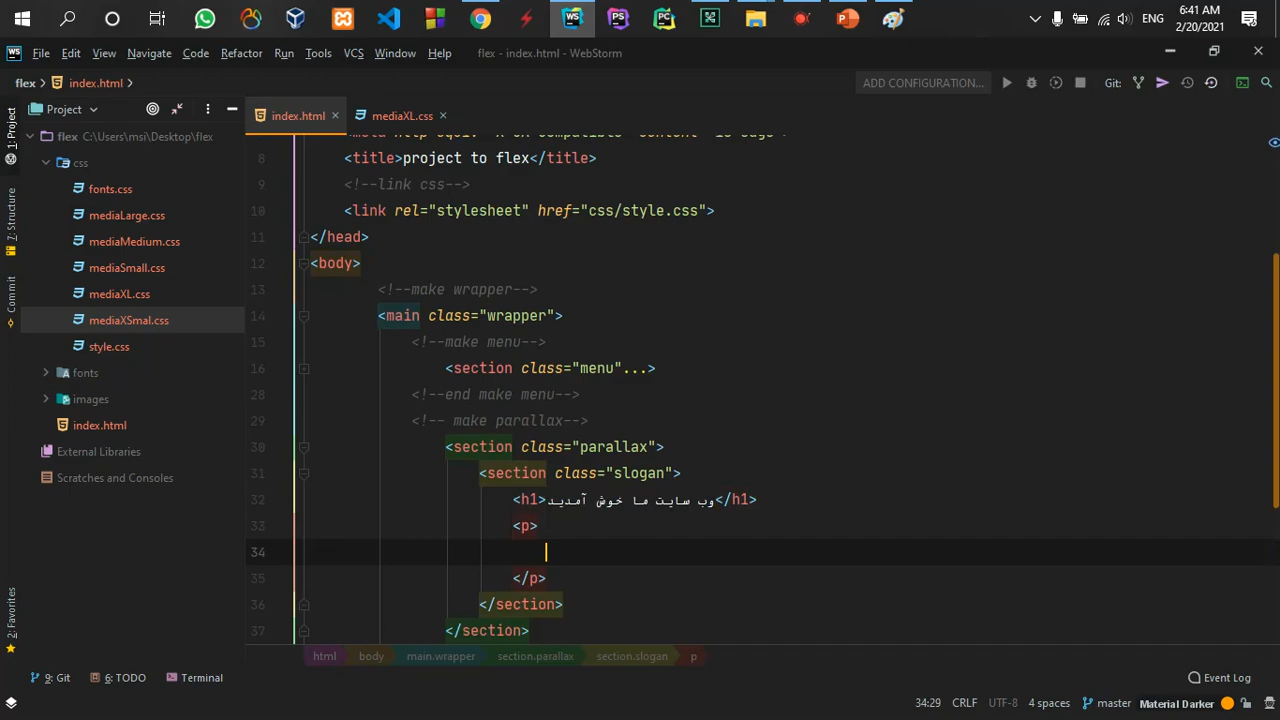 ENG
6:41 AM
2/20/2021
WS File Edit View Navigate Code Refactor Run Tools VCS Window Help flex - index.html - WebStorm
flex index.html ADD CONFIGURATION... Git:
1: Project
7: Structure
Commit
2: Favorites
Project
flex C:\Users\msi\Desktop\flex
css
fonts.css
mediaLarge.css
mediaMedium.css
mediaSmall.css
mediaXL.css
mediaXSmal.css
style.css
fonts
images
index.html
External Libraries
Scratches and Consoles
index.html mediaXL.css
8 <title>project to flex</title>
9 <!--link css-->
10 <link rel="stylesheet" href="css/style.css">
11 </head>
12 <body>
13 <!--make wrapper-->
14 <main class="wrapper">
15 <!--make menu-->
16 <section class="menu"...>
28 <!--end make menu-->
29 <!-- make parallax-->
30 <section class="parallax">
31 <section class="slogan">
32 <h1>وب سایت ما خوش آمدید</h1>
33 <p>
34
35 </p>
36 </section>
37 </section>
html body main.wrapper section.parallax section.slogan p
9: Git 6: TODO Terminal Event Log
34:29 CRLF UTF-8 4 spaces master Material Darker